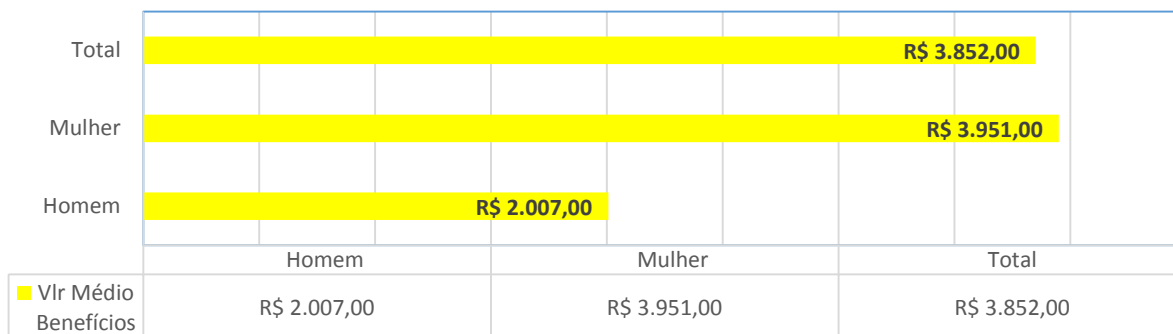 Total
R$ 3.852,00
Mulher
R$ 3.951,00
Homem
R$ 2.007,00
Homem Mulher Total
Vlr Médio
Benefícios
R$ 2.007,00 R$ 3.951,00 R$ 3.852,00